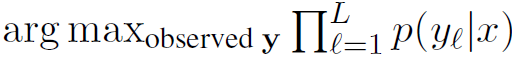 arg max_{observed y} ∏_{ℓ=1}^{L} p(y_ℓ|x)